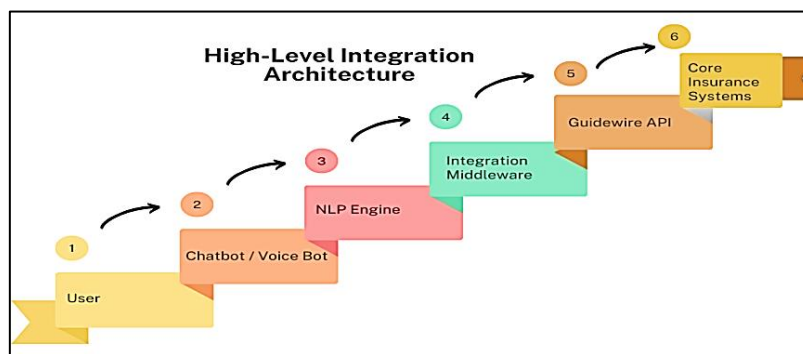 High-Level Integration
Architecture
1
User
2
Chatbot / Voice Bot
3
NLP Engine
4
Integration
Middleware
5
Guidewire API
6
Core
Insurance
Systems